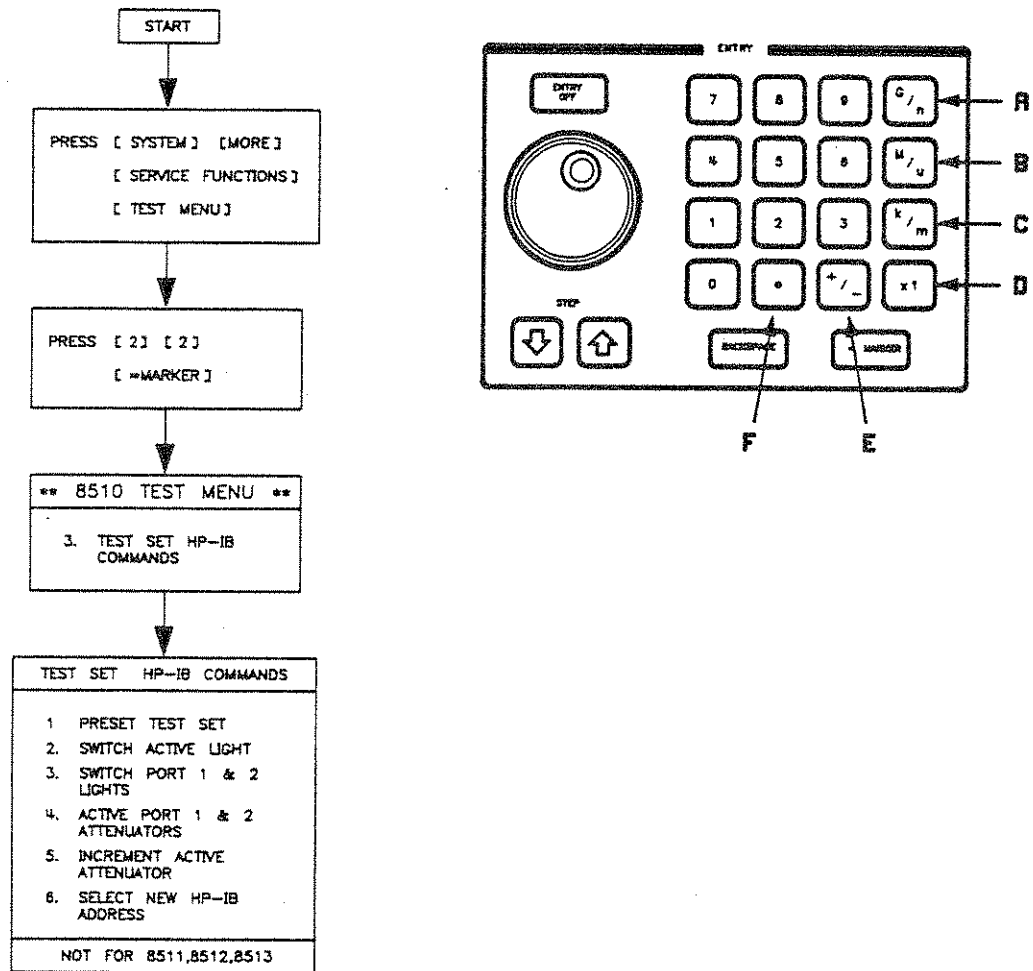 START
PRESS [ SYSTEM ] [MORE ]
[ SERVICE FUNCTIONS ]
[ TEST MENU ]
PRESS [ 2 ] [ 2 ]
[ =MARKER ]
** 8510 TEST MENU **
3. TEST SET HP-IB
COMMANDS
TEST SET HP-IB COMMANDS
1 PRESET TEST SET
2. SWITCH ACTIVE LIGHT
3. SWITCH PORT 1 & 2
LIGHTS
4. ACTIVE PORT 1 & 2
ATTENUATORS
5. INCREMENT ACTIVE
ATTENUATOR
6. SELECT NEW HP-IB
ADDRESS
NOT FOR 8511,8512,8513
ENTRY
ENTRY
OFF
7 8 9 G/n A
4 5 6 M/u B
1 2 3 k/m C
0 . +/- x1 D
STEP
BACKSPACE = MARKER
F E